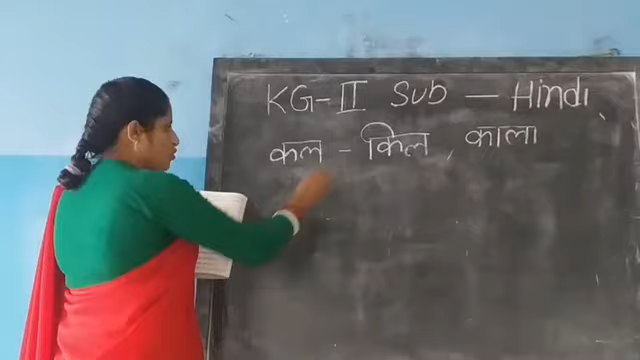 KG-II Sub - Hindi
कल - किल, काला